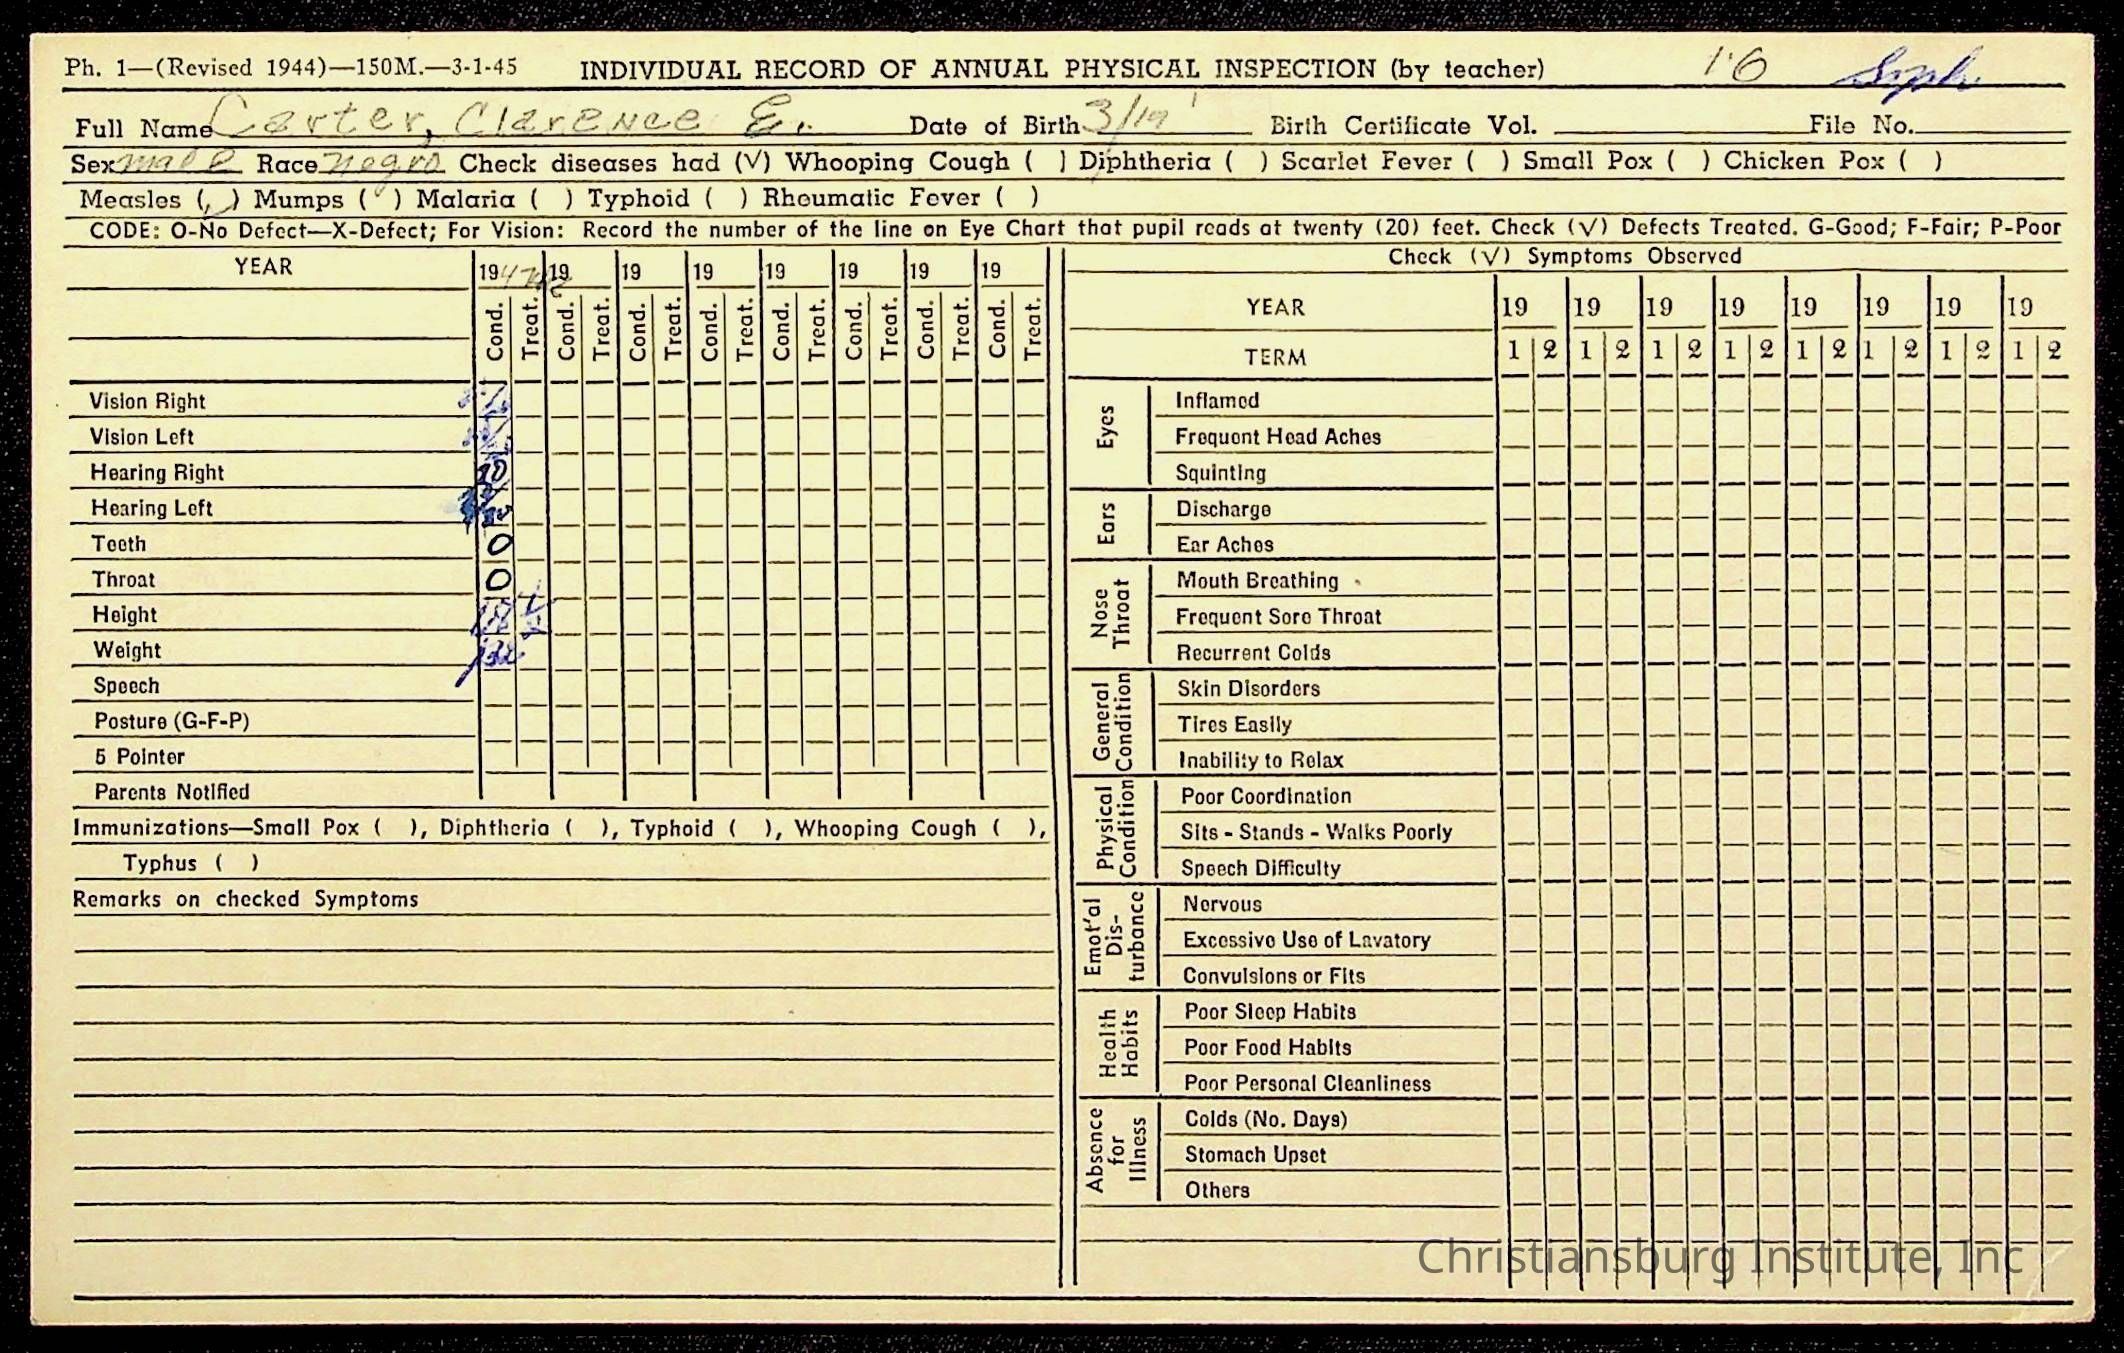 Ph. 1—(Revised 1944)—150M.—3-1-45 INDIVIDUAL RECORD OF ANNUAL PHYSICAL INSPECTION (by teacher) 16 Soph
Full Name Carter, Clarence E. Date of Birth 3/19 Birth Certificate Vol. File No.
Sex male Race Negro Check diseases had (√) Whooping Cough ( ) Diphtheria ( ) Scarlet Fever ( ) Small Pox ( ) Chicken Pox ( )
Measles ( ) Mumps ( ) Malaria ( ) Typhoid ( ) Rheumatic Fever ( )
CODE: O-No Defect—X-Defect; For Vision: Record the number of the line on Eye Chart that pupil reads at twenty (20) feet. Check (√) Defects Treated. G-Good; F-Fair; P-Poor
YEAR 1947 19 19 19 19 19 19 19
Cond. Treat. Cond. Treat. Cond. Treat. Cond. Treat. Cond. Treat. Cond. Treat. Cond. Treat. Cond. Treat.
Vision Right
Vision Left
Hearing Right 10
Hearing Left
Teeth O
Throat O
Height
Weight
Speech
Posture (G-F-P)
5 Pointer
Parents Notified
Immunizations—Small Pox ( ), Diphtheria ( ), Typhoid ( ), Whooping Cough ( ),
Typhus ( )
Remarks on checked Symptoms
Check (√) Symptoms Observed
YEAR 19 19 19 19 19 19 19 19
TERM 1 2 1 2 1 2 1 2 1 2 1 2 1 2 1 2
Eyes
Inflamed
Frequent Head Aches
Squinting
Ears
Discharge
Ear Aches
Nose Throat
Mouth Breathing
Frequent Sore Throat
Recurrent Colds
General Condition
Skin Disorders
Tires Easily
Inability to Relax
Physical Condition
Poor Coordination
Sits - Stands - Walks Poorly
Speech Difficulty
Emot'al Dis-turbance
Nervous
Excessive Use of Lavatory
Convulsions or Fits
Health Habits
Poor Sleep Habits
Poor Food Habits
Poor Personal Cleanliness
Absence for Illness
Colds (No. Days)
Stomach Upset
Others
Christiansburg Institute, Inc